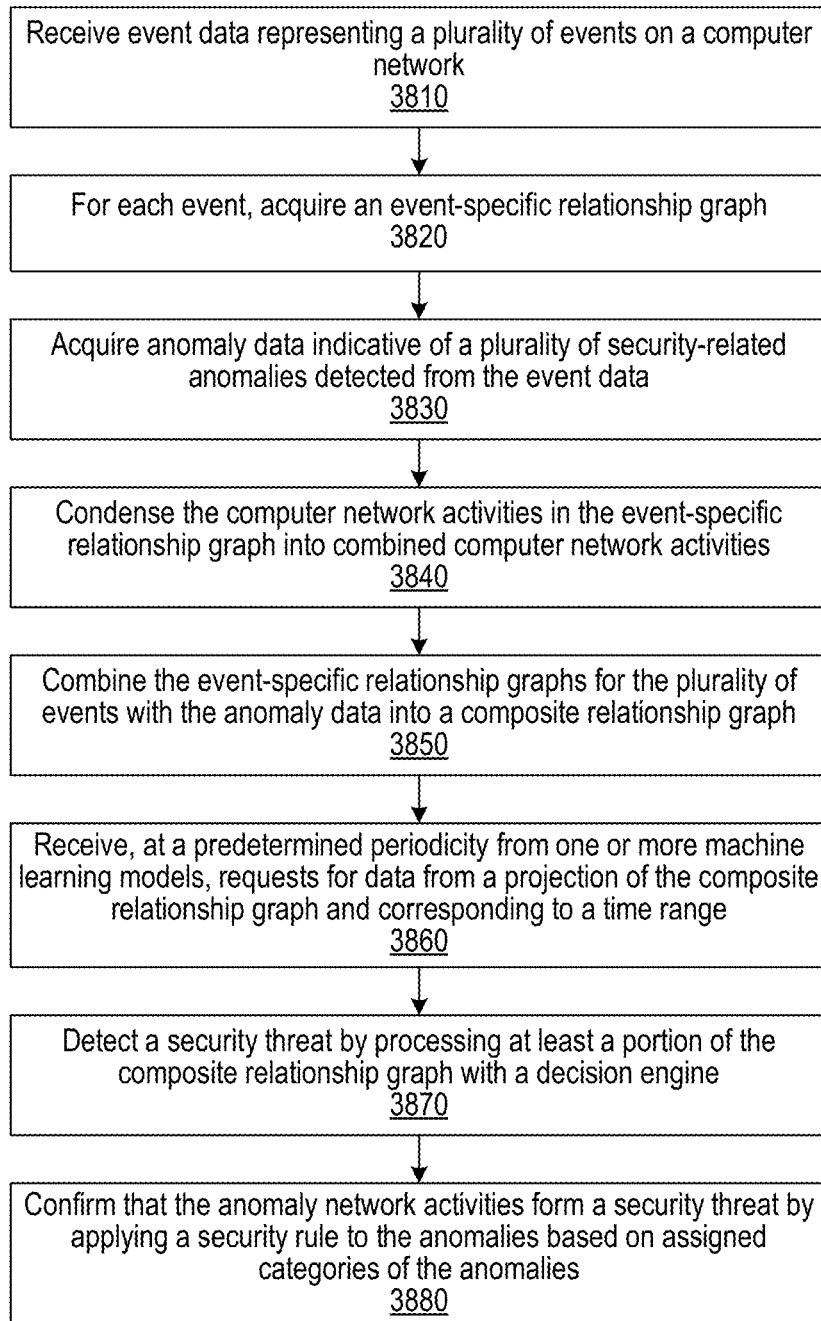 Receive event data representing a plurality of events on a computer
network
3810
For each event, acquire an event-specific relationship graph
3820
Acquire anomaly data indicative of a plurality of security-related
anomalies detected from the event data
3830
Condense the computer network activities in the event-specific
relationship graph into combined computer network activities
3840
Combine the event-specific relationship graphs for the plurality of
events with the anomaly data into a composite relationship graph
3850
Receive, at a predetermined periodicity from one or more machine
learning models, requests for data from a projection of the composite
relationship graph and corresponding to a time range
3860
Detect a security threat by processing at least a portion of the
composite relationship graph with a decision engine
3870
Confirm that the anomaly network activities form a security threat by
applying a security rule to the anomalies based on assigned
categories of the anomalies
3880